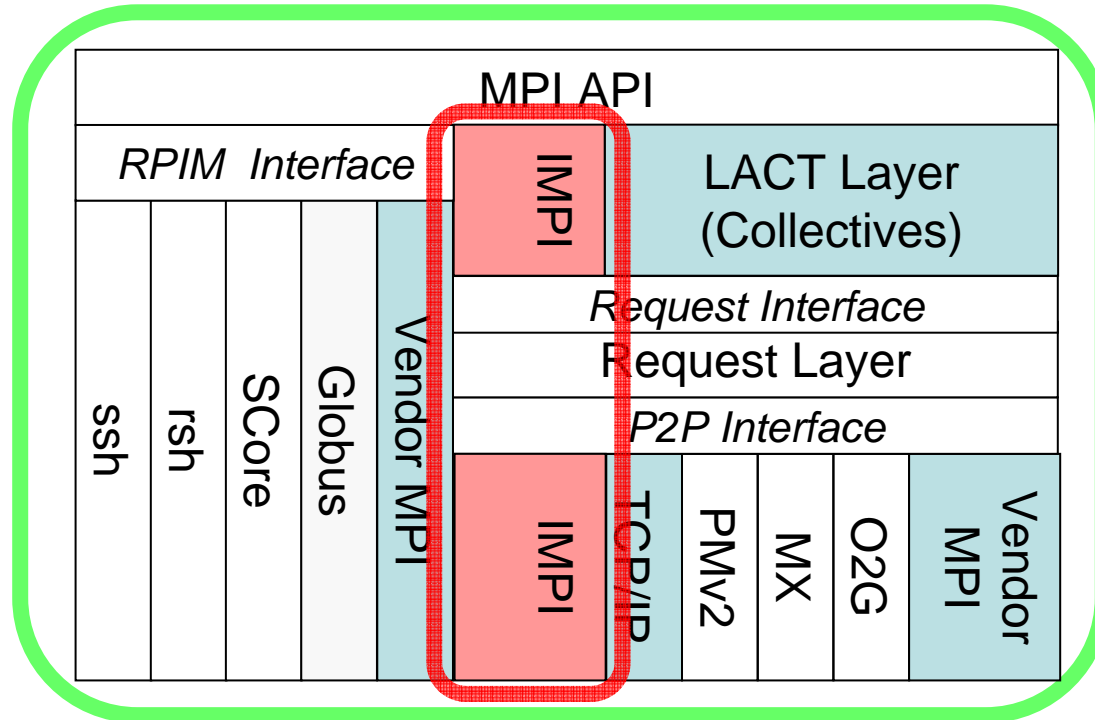 MPI API
RPIM Interface
IMPI
LACT Layer
(Collectives)
Request Interface
Request Layer
P2P Interface
ssh
rsh
SCore
Globus
Vendor MPI
IMPI
TCP/IP
PMv2
MX
O2G
Vendor
MPI